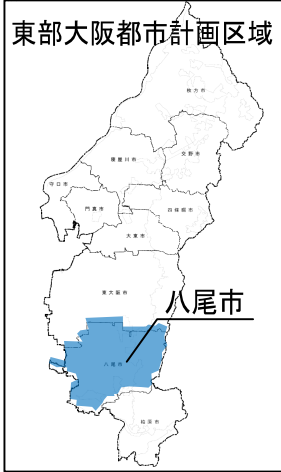 東部大阪都市計画区域
枚方市
交野市
寝屋川市
守口市
門真市
四條畷市
大東市
東大阪市
八尾市
八尾市
柏原市